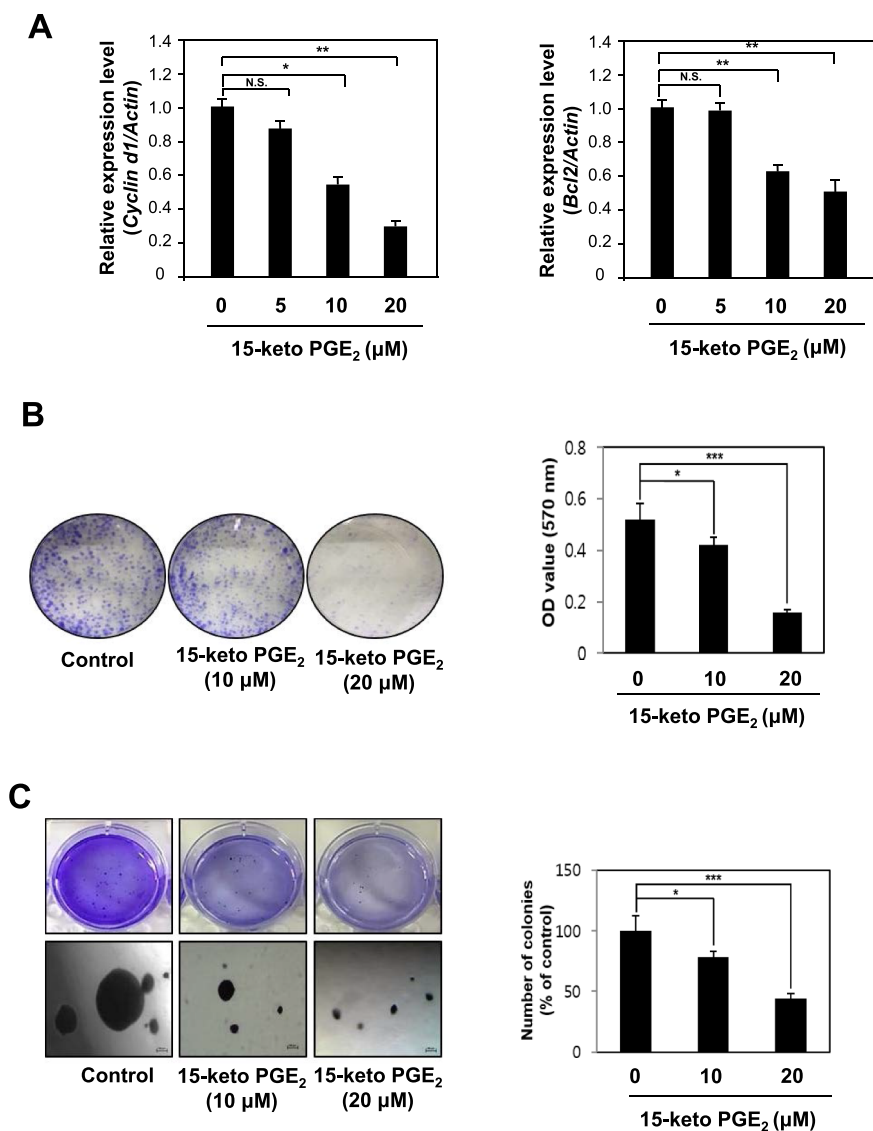 A
Relative expression level
(Cyclin d1/Actin)
1.4
1.2
1.0
0.8
0.6
0.4
0.2
0
**
*
N.S.
0 5 10 20
15-keto PGE₂ (µM)
Relative expression level
(Bcl2/Actin)
1.4
1.2
1.0
0.8
0.6
0.4
0.2
0
**
**
N.S.
0 5 10 20
15-keto PGE₂ (µM)
B
Control
15-keto PGE₂
(10 µM)
15-keto PGE₂
(20 µM)
OD value (570 nm)
0.8
0.6
0.4
0.2
0
***
*
0 10 20
15-keto PGE₂ (µM)
C
Control
15-keto PGE₂
(10 µM)
15-keto PGE₂
(20 µM)
Number of colonies
(% of control)
150
100
50
0
***
*
0 10 20
15-keto PGE₂ (µM)